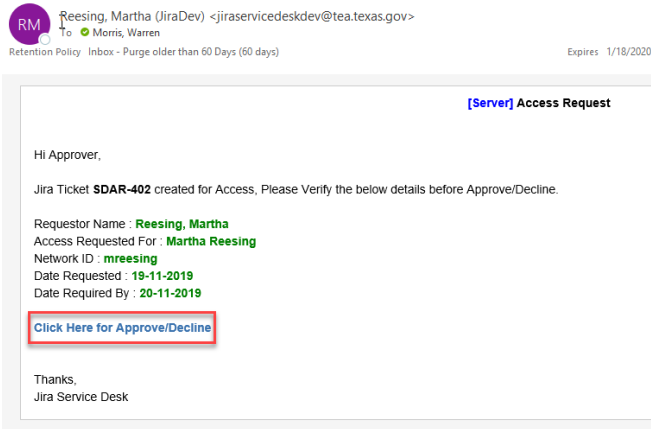 RM
Reesing, Martha (JiraDev) <jiraservicedeskdev@tea.texas.gov>
To Morris, Warren
Retention Policy Inbox - Purge older than 60 Days (60 days) Expires 1/18/2020
[Server] Access Request
Hi Approver,
Jira Ticket SDAR-402 created for Access, Please Verify the below details before Approve/Decline.
Requestor Name : Reesing, Martha
Access Requested For : Martha Reesing
Network ID : mreesing
Date Requested : 19-11-2019
Date Required By : 20-11-2019
Click Here for Approve/Decline
Thanks,
Jira Service Desk